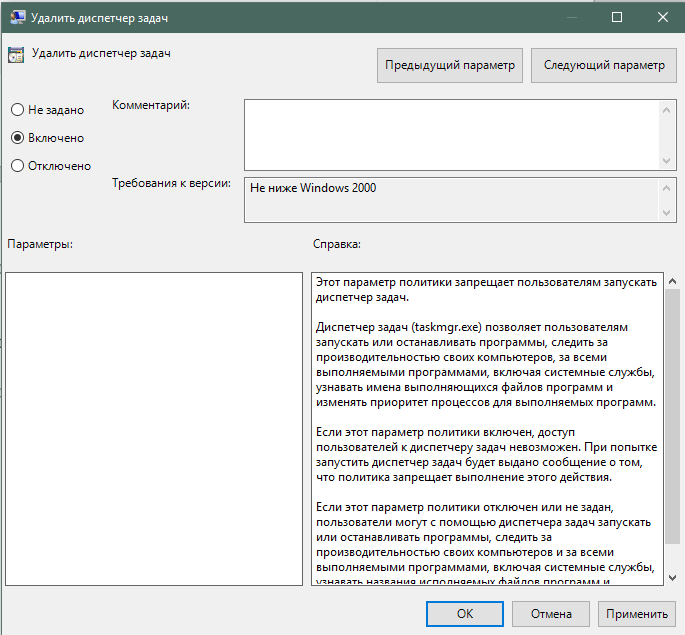 Удалить диспетчер задач
Удалить диспетчер задач
Предыдущий параметр
Следующий параметр
Не задано
Включено
Отключено
Комментарий:
Требования к версии:
Не ниже Windows 2000
Параметры:
Справка:
Этот параметр политики запрещает пользователям запускать
диспетчер задач.
Диспетчер задач (taskmgr.exe) позволяет пользователям
запускать или останавливать программы, следить за
производительностью своих компьютеров, за всеми
выполняемыми программами, включая системные службы,
узнавать имена выполняющихся файлов программ и
изменять приоритет процессов для выполняемых программ.
Если этот параметр политики включен, доступ
пользователей к диспетчеру задач невозможен. При попытке
запустить диспетчер задач будет выдано сообщение о том,
что политика запрещает выполнение этого действия.
Если этот параметр политики отключен или не задан,
пользователи могут с помощью диспетчера задач запускать
или останавливать программы, следить за
производительностью своих компьютеров и за всеми
выполняемыми программами, включая системные службы,
узнавать названия исполняемых файлов программ и
OK
Отмена
Применить